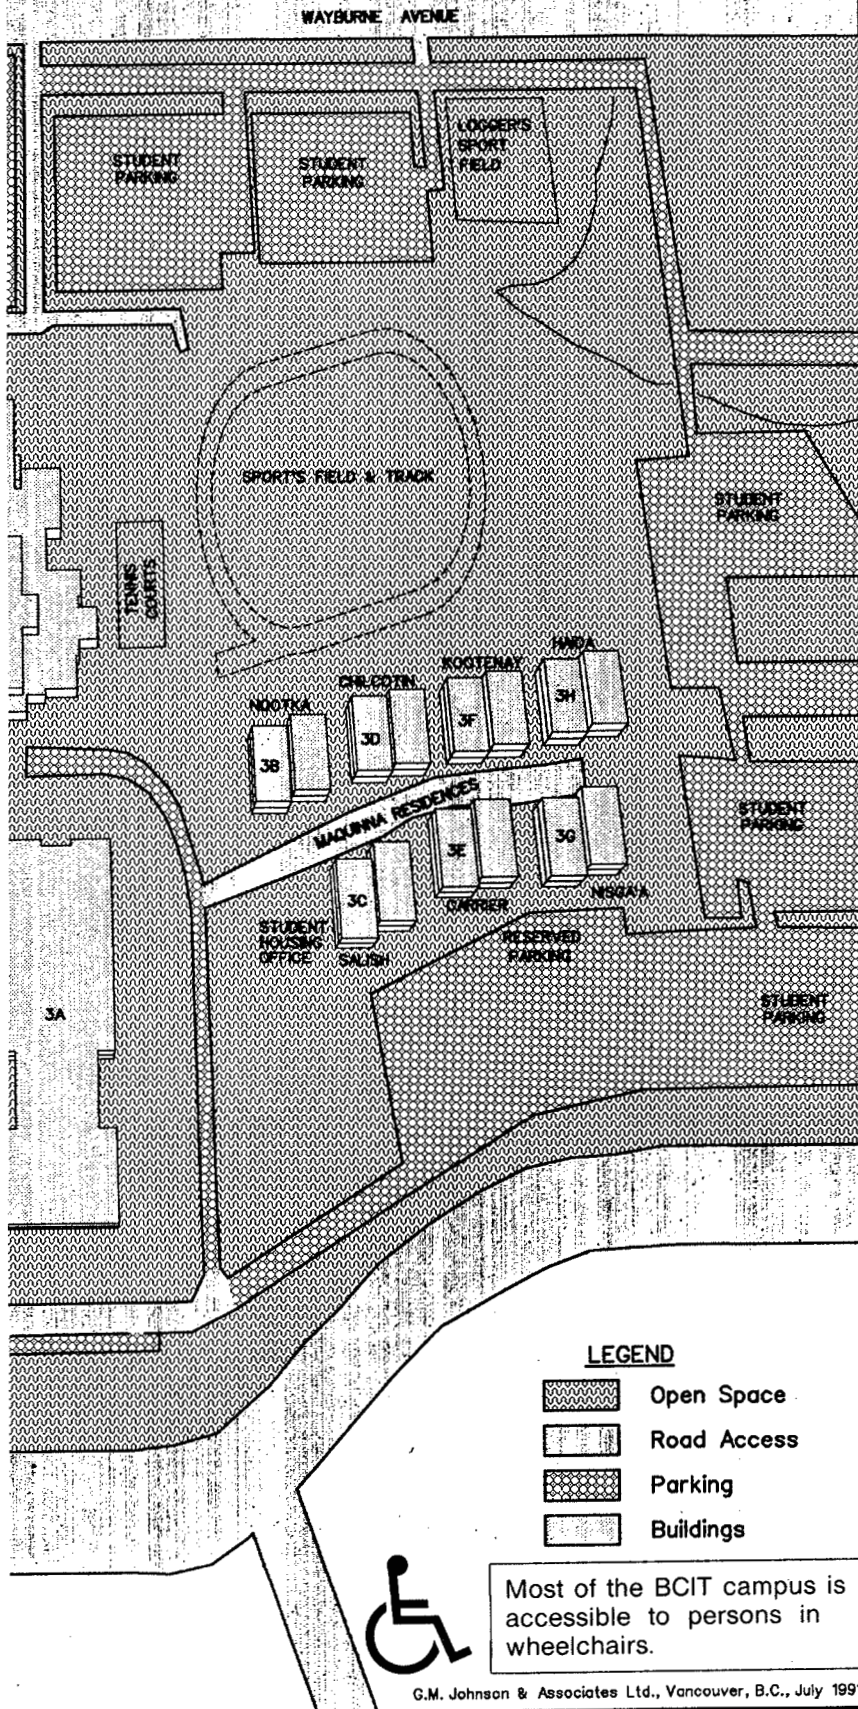 WAYBURNE AVENUE
STUDENT
PARKING
STUDENT
PARKING
LOGGER'S
SPORT
FIELD
SPORT'S FIELD & TRACK
STUDENT
PARKING
TENNIS
COURTS
HAIDA
KOOTENAY
CHILCOTIN
NOOTKA
3H
3F
3D
3B
MAQUINNA RESIDENCES
STUDENT
PARKING
3G
3E
3C
NISGA'A
CARRIER
STUDENT
HOUSING
OFFICE
SALISH
RESERVED
PARKING
3A
STUDENT
PARKING
LEGEND
Open Space
Road Access
Parking
Buildings
Most of the BCIT campus is
accessible to persons in
wheelchairs.
G.M. Johnson & Associates Ltd., Vancouver, B.C., July 199